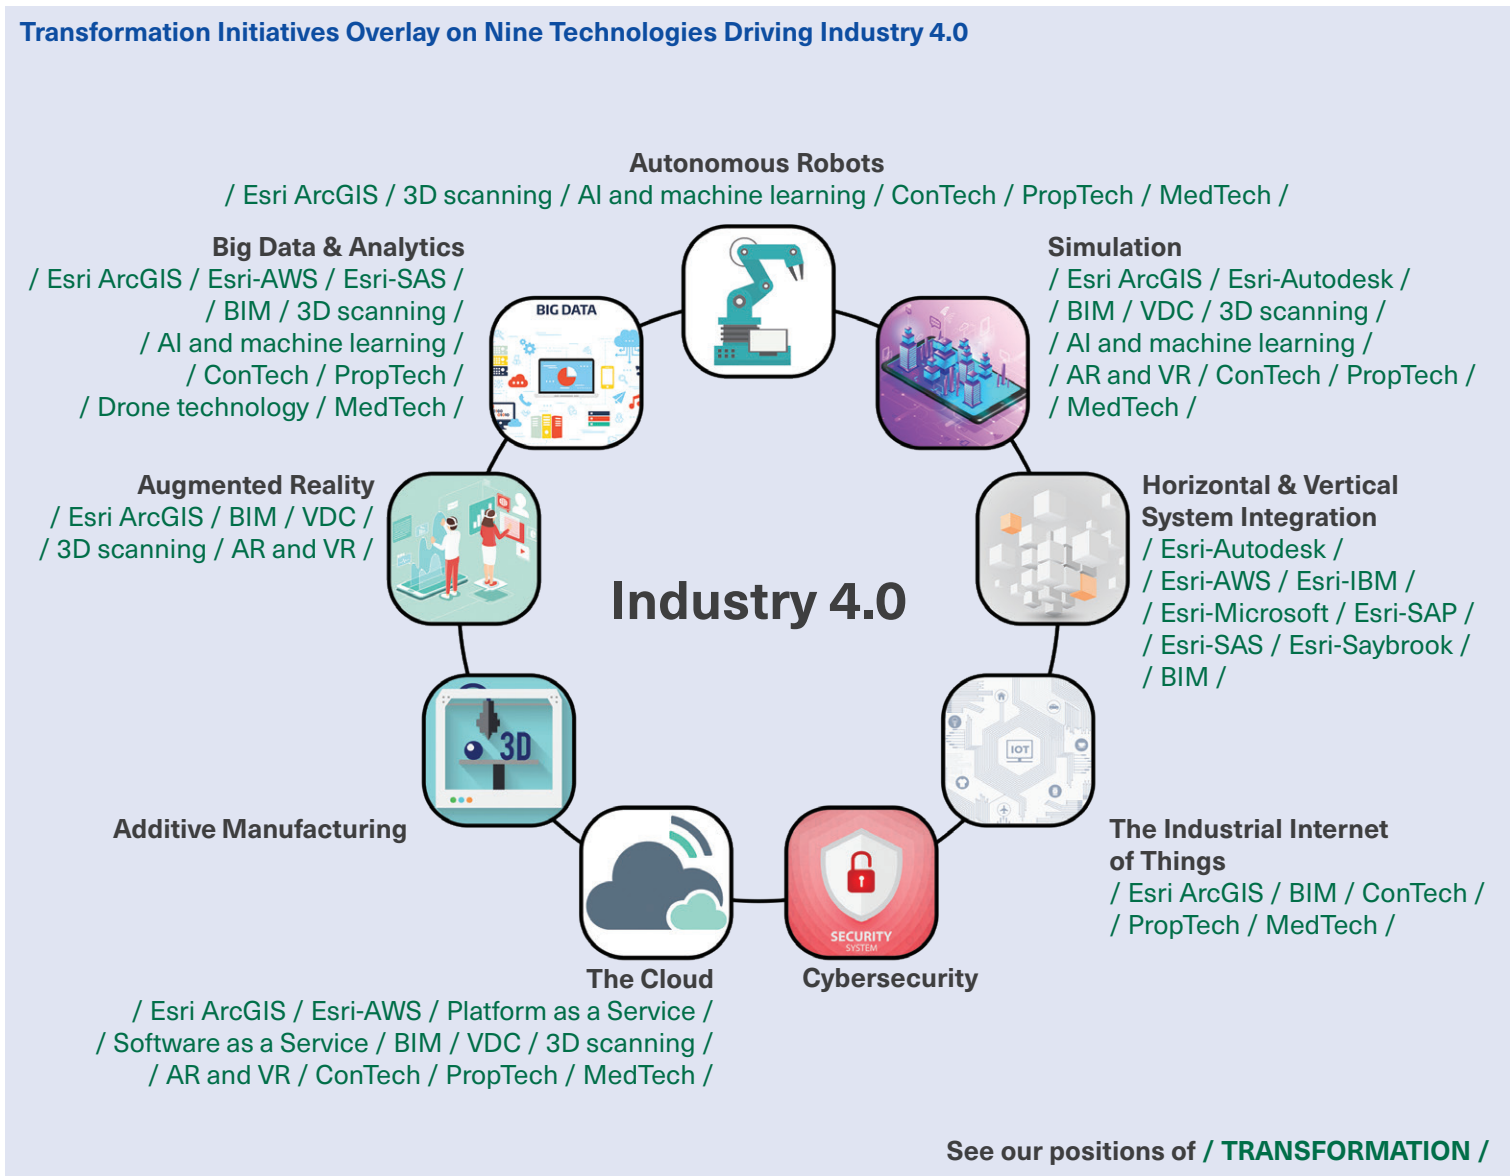 Transformation Initiatives Overlay on Nine Technologies Driving Industry 4.0
Autonomous Robots
/ Esri ArcGIS / 3D scanning / AI and machine learning / ConTech / PropTech / MedTech /
Big Data & Analytics
/ Esri ArcGIS / Esri-AWS / Esri-SAS /
/ BIM / 3D scanning /
/ AI and machine learning /
/ ConTech / PropTech /
/ Drone technology / MedTech /
BIG DATA
Simulation
/ Esri ArcGIS / Esri-Autodesk /
/ BIM / VDC / 3D scanning /
/ AI and machine learning /
/ AR and VR / ConTech / PropTech /
/ MedTech /
Augmented Reality
/ Esri ArcGIS / BIM / VDC /
/ 3D scanning / AR and VR /
Industry 4.0
Horizontal & Vertical
System Integration
/ Esri-Autodesk /
/ Esri-AWS / Esri-IBM /
/ Esri-Microsoft / Esri-SAP /
/ Esri-SAS / Esri-Saybrook /
/ BIM /
3D
IOT
Additive Manufacturing
The Industrial Internet
of Things
/ Esri ArcGIS / BIM / ConTech /
/ PropTech / MedTech /
SECURITY
SYSTEM
The Cloud
/ Esri ArcGIS / Esri-AWS / Platform as a Service /
/ Software as a Service / BIM / VDC / 3D scanning /
/ AR and VR / ConTech / PropTech / MedTech /
Cybersecurity
See our positions of / TRANSFORMATION /